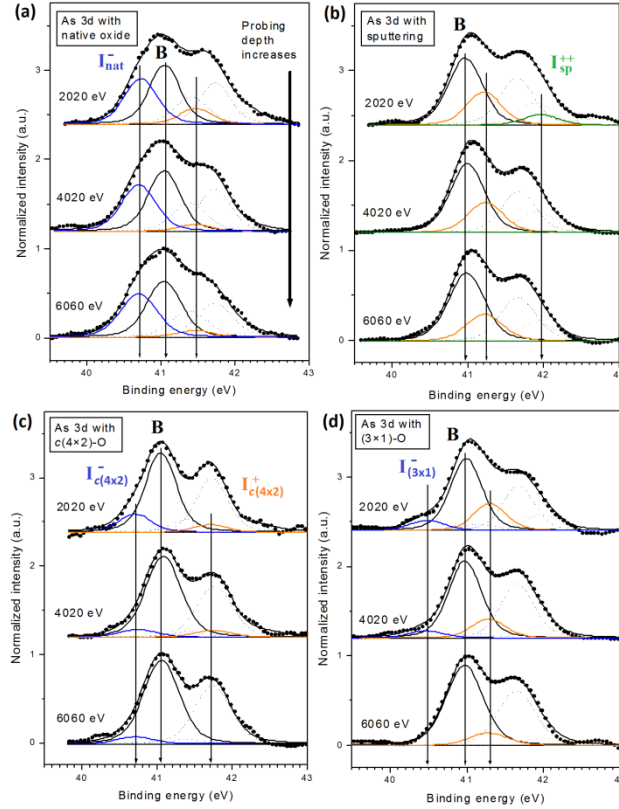 (a)
As 3d with
native oxide
I⁻nat
B
Probing
depth
increases
2020 eV
4020 eV
6060 eV
Normalized intensity (a.u.)
3
2
1
0
40 41 42 43
Binding energy (eV)
(b)
As 3d with
sputtering
B
I⁺⁺sp
2020 eV
4020 eV
6060 eV
Normalized intensity (a.u.)
3
2
1
0
40 41 42
Binding energy (eV)
(c)
As 3d with
c(4×2)-O
B
I⁻c(4x2)
I⁺c(4x2)
2020 eV
4020 eV
6060 eV
Normalized intensity (a.u.)
3
2
1
0
40 41 42 43
Binding energy (eV)
(d)
As 3d with
(3×1)-O
B
I⁻(3x1)
2020 eV
4020 eV
6060 eV
Normalized intensity (a.u.)
3
2
1
0
40 41 42
Binding energy (eV)